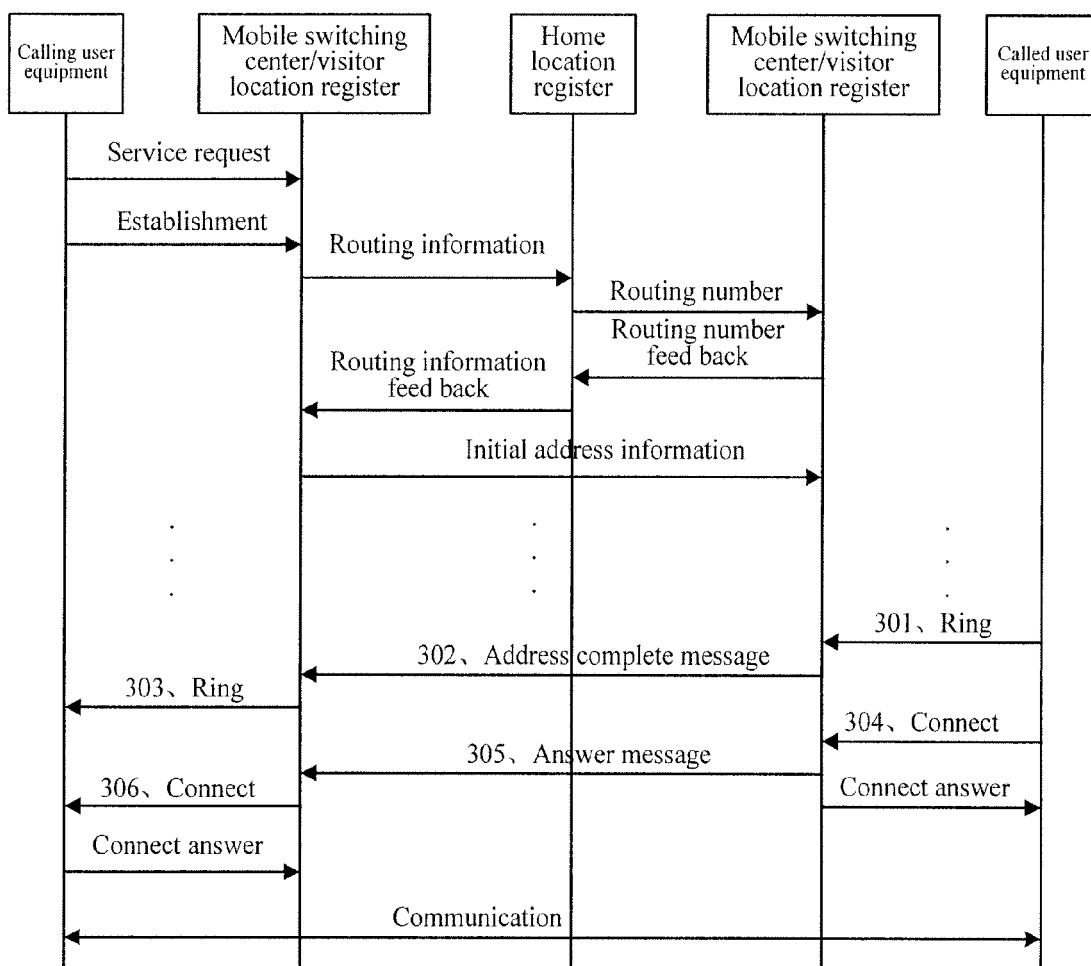 Calling user
equipment
Mobile switching
center/visitor
location register
Home
location
register
Mobile switching
center/visitor
location register
Called user
equipment
Service request
Establishment
Routing information
Routing number
Routing number
feed back
Routing information
feed back
Initial address information
301、Ring
302、Address complete message
303、Ring
304、Connect
305、Answer message
306、Connect
Connect answer
Connect answer
Communication